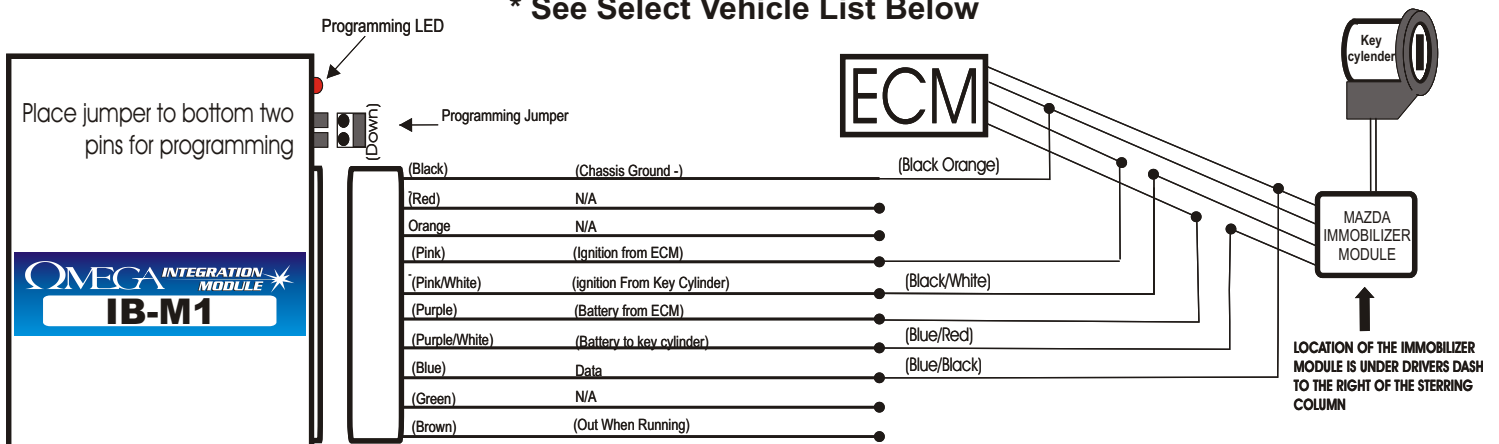 * See Select Vehicle List Below
Programming LED
Key
cylender
Place jumper to bottom two
pins for programming
(Down)
Programming Jumper
ECM
(Black) (Chassis Ground -) (Black Orange)
(Red) N/A
Orange N/A
(Pink) (Ignition from ECM)
(Pink/White) (ignition From Key Cylinder) (Black/White)
(Purple) (Battery from ECM)
(Purple/White) (Battery to key cylinder) (Blue/Red)
(Blue) Data (Blue/Black)
(Green) N/A
(Brown) (Out When Running)
OMEGA INTEGRATION
MODULE
IB-M1
MAZDA
IMMOBILIZER
MODULE
LOCATION OF THE IMMOBILIZER
MODULE IS UNDER DRIVERS DASH
TO THE RIGHT OF THE STERRING
COLUMN